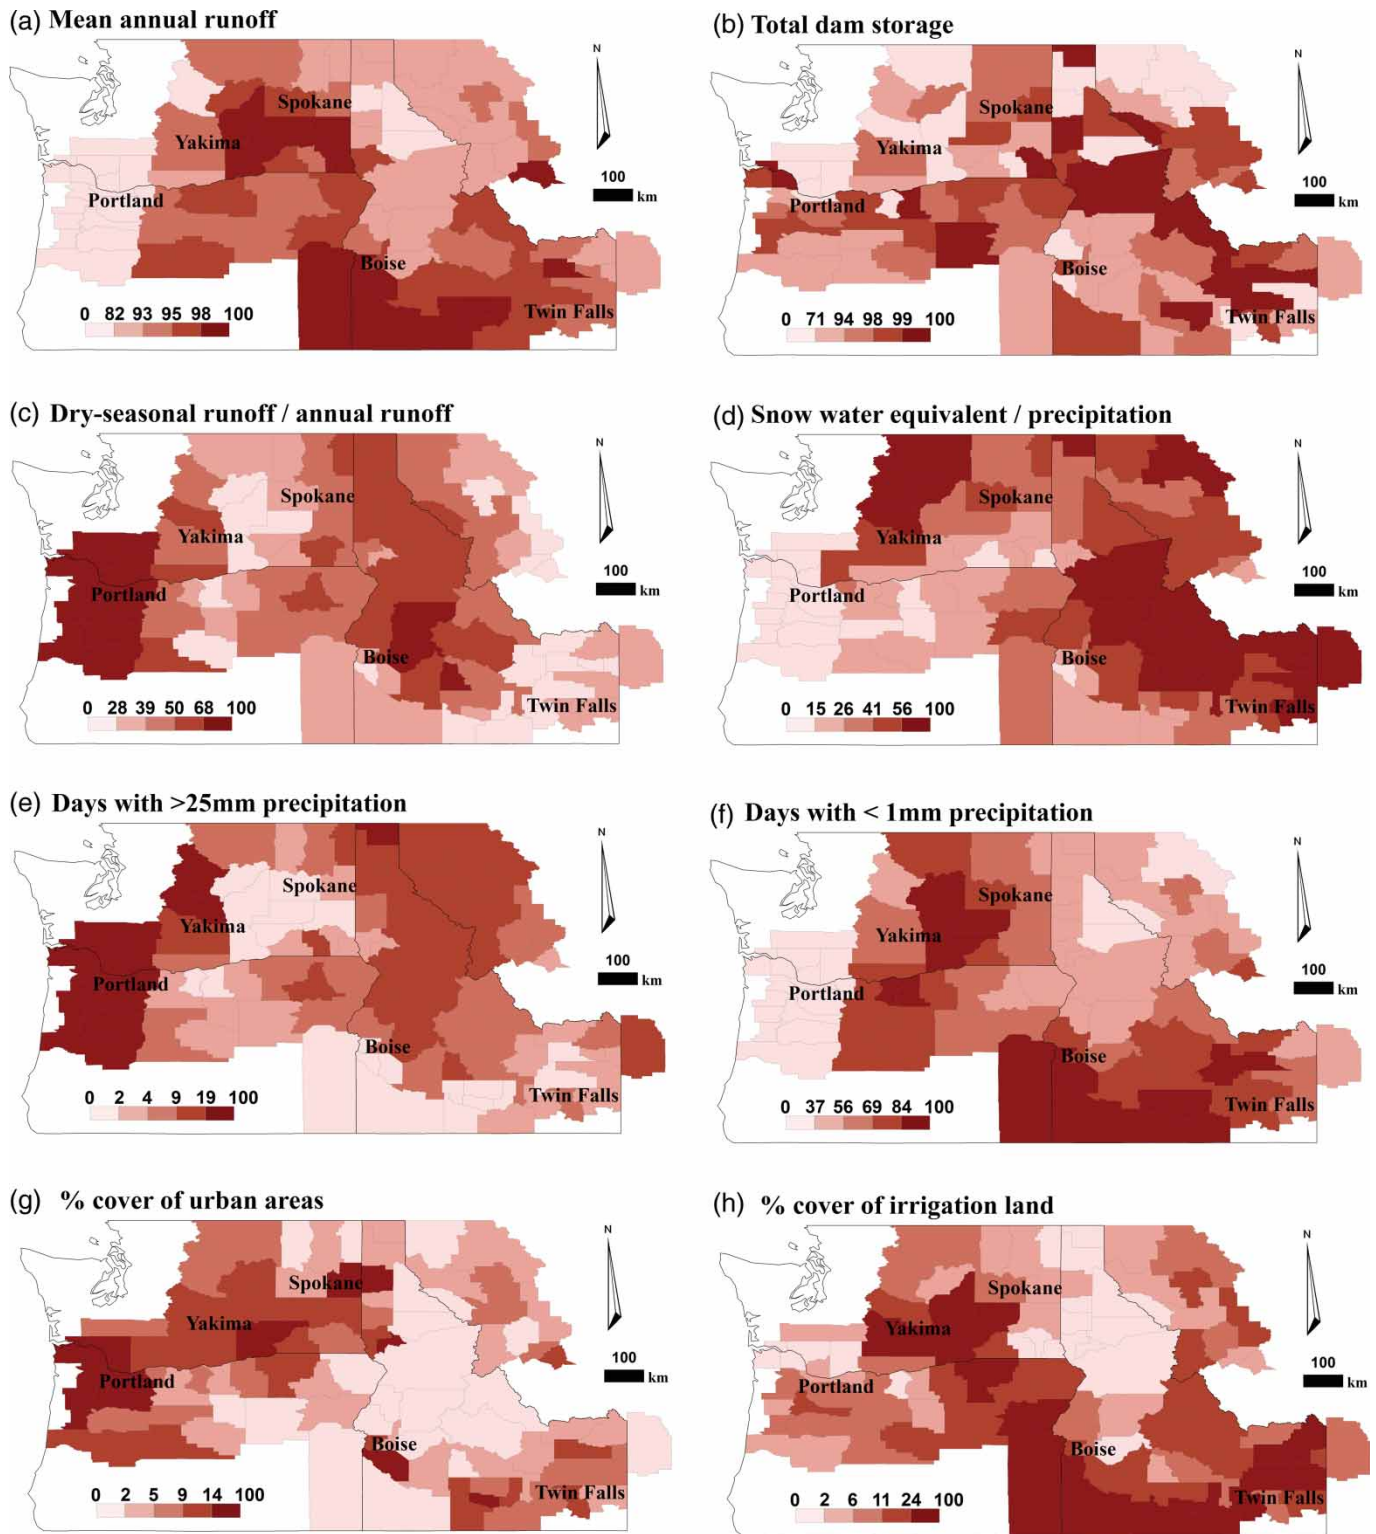 (a) Mean annual runoff
N
Spokane
Yakima
Portland
100
km
Boise
Twin Falls
0 82 93 95 98 100
(b) Total dam storage
N
Spokane
Yakima
Portland
100
km
Boise
Twin Falls
0 71 94 98 99 100
(c) Dry-seasonal runoff / annual runoff
N
Spokane
Yakima
Portland
100
km
Boise
Twin Falls
0 28 39 50 68 100
(d) Snow water equivalent / precipitation
N
Spokane
Yakima
Portland
100
km
Boise
Twin Falls
0 15 26 41 56 100
(e) Days with >25mm precipitation
N
Spokane
Yakima
Portland
100
km
Boise
Twin Falls
0 2 4 9 19 100
(f) Days with < 1mm precipitation
N
Spokane
Yakima
Portland
100
km
Boise
Twin Falls
0 37 56 69 84 100
(g) % cover of urban areas
N
Spokane
Yakima
Portland
100
km
Boise
Twin Falls
0 2 5 9 14 100
(h) % cover of irrigation land
N
Spokane
Yakima
Portland
100
km
Boise
Twin Falls
0 2 6 11 24 100